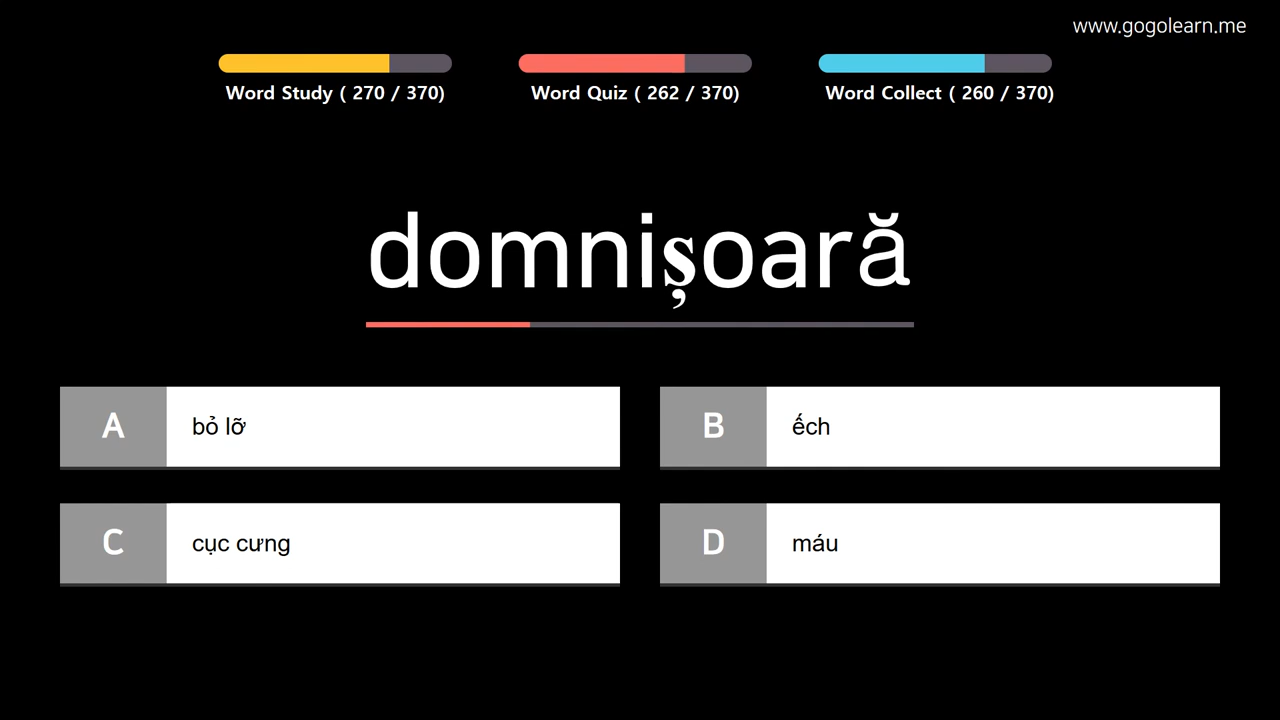 www.gogolearn.me
Word Study ( 270 / 370)
Word Quiz ( 262 / 370)
Word Collect ( 260 / 370)
domnișoară
A
bỏ lỡ
B
ếch
C
cục cưng
D
máu